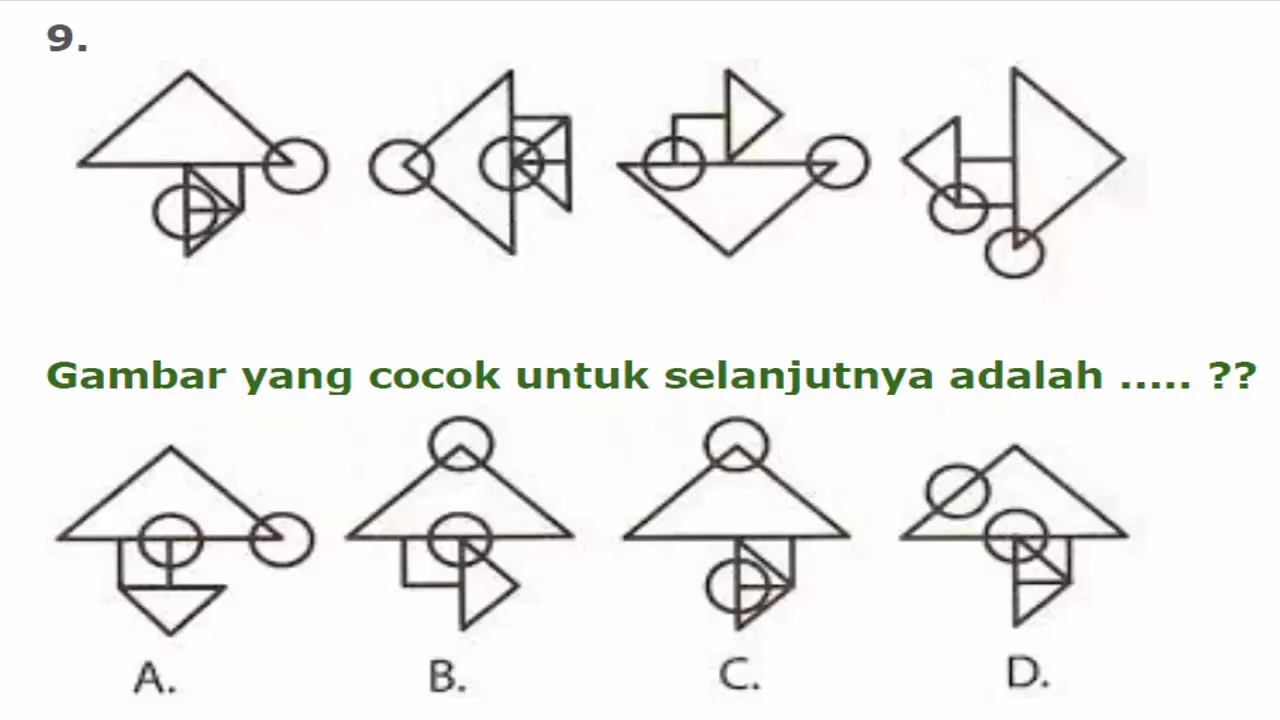 9.
Gambar yang cocok untuk selanjutnya adalah ..... ??
A. B. C. D.